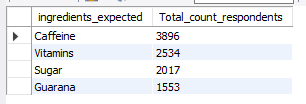 ingredients_expected Total_count_respondents
Caffeine 3896
Vitamins 2534
Sugar 2017
Guarana 1553